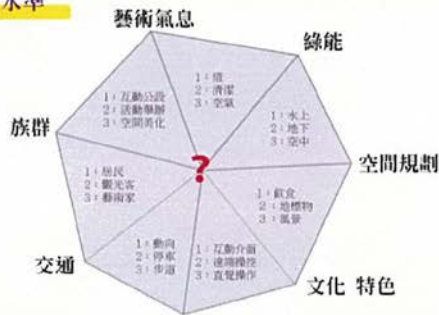 水準
藝術氣息
綠能
空間規劃
文化 特色
交通
族群
1：燈
2：清潔
3：空氣
1：水上
2：地下
3：空中
1：飲食
2：地標物
3：風景
1：互動介面
2：遠端操控
3：直覺操作
1：動向
2：停車
3：步道
1：居民
2：觀光客
3：藝術家
1：互動公設
2：活動舉辦
3：空間美化
?